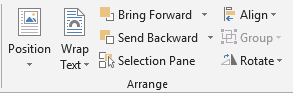 Position
Wrap
Text
Bring Forward
Send Backward
Selection Pane
Align
Group
Rotate
Arrange